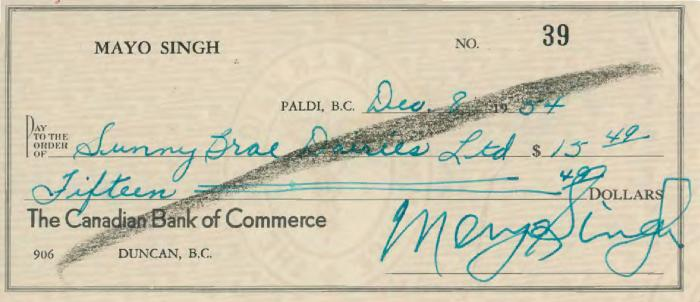 MAYO SINGH
NO. 39
PALDI, B.C. Dec. 8 1954
PAY TO THE ORDER OF Sunny Brae Dairies Ltd $ 15 49
Fifteen 49 DOLLARS
The Canadian Bank of Commerce
906 DUNCAN, B.C.
Mayo Singh